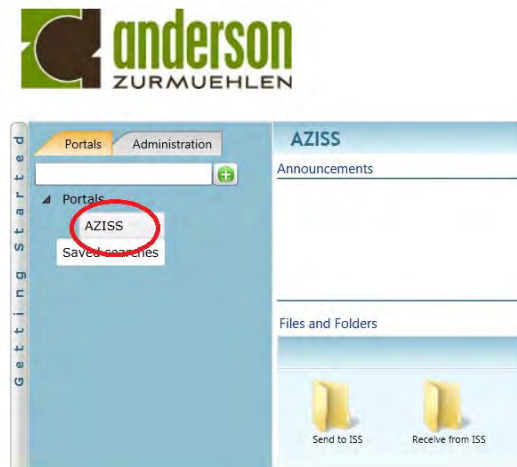 anderson
ZURMUEHLEN
Getting Started
Portals
Administration
Portals
AZISS
Saved searches
AZISS
Announcements
Files and Folders
Send to ISS
Receive from ISS